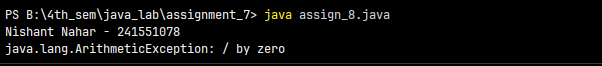 PS B:\4th_sem\java_lab\assignment_7> java assign_8.java
Nishant Nahar - 241551078
java.lang.ArithmeticException: / by zero